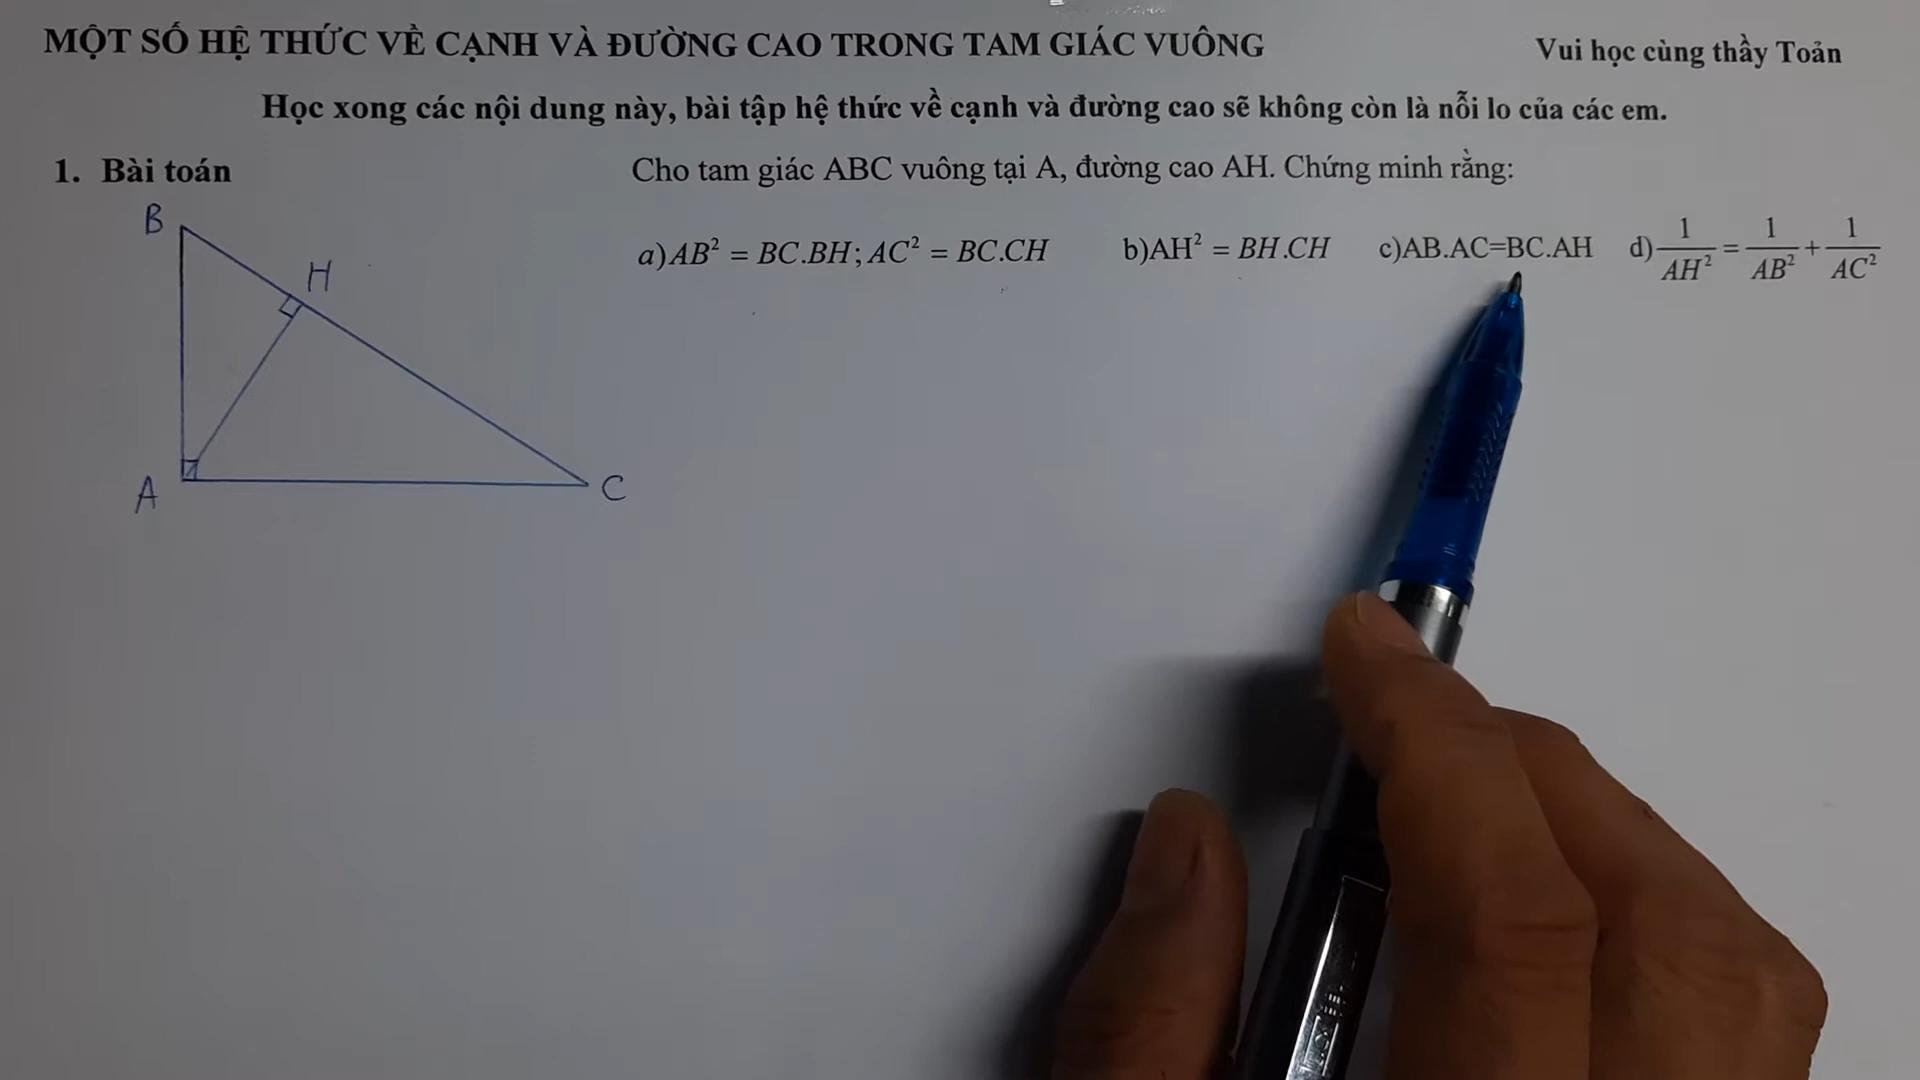 MỘT SỐ HỆ THỨC VỀ CẠNH VÀ ĐƯỜNG CAO TRONG TAM GIÁC VUÔNG
Vui học cùng thầy Toản
Học xong các nội dung này, bài tập hệ thức về cạnh và đường cao sẽ không còn là nỗi lo của các em.
1. Bài toán
Cho tam giác ABC vuông tại A, đường cao AH. Chứng minh rằng:
a) AB² = BC.BH; AC² = BC.CH
b) AH² = BH.CH
c) AB.AC=BC.AH
d) 1/AH² = 1/AB² + 1/AC²
B
H
A
C